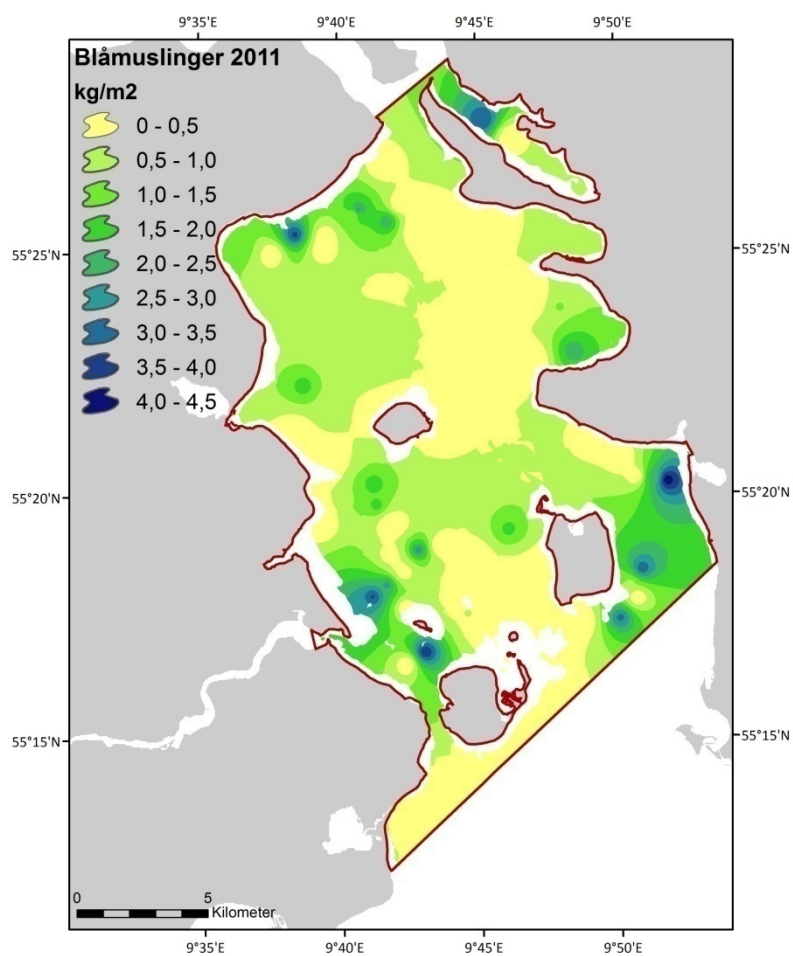 9°35'E 9°40'E 9°45'E 9°50'E
Blåmuslinger 2011
kg/m2
0 - 0,5
0,5 - 1,0
1,0 - 1,5
1,5 - 2,0
2,0 - 2,5
2,5 - 3,0
3,0 - 3,5
3,5 - 4,0
4,0 - 4,5
55°25'N 55°25'N
55°20'N 55°20'N
55°15'N 55°15'N
0 5
Kilometer
9°35'E 9°40'E 9°45'E 9°50'E